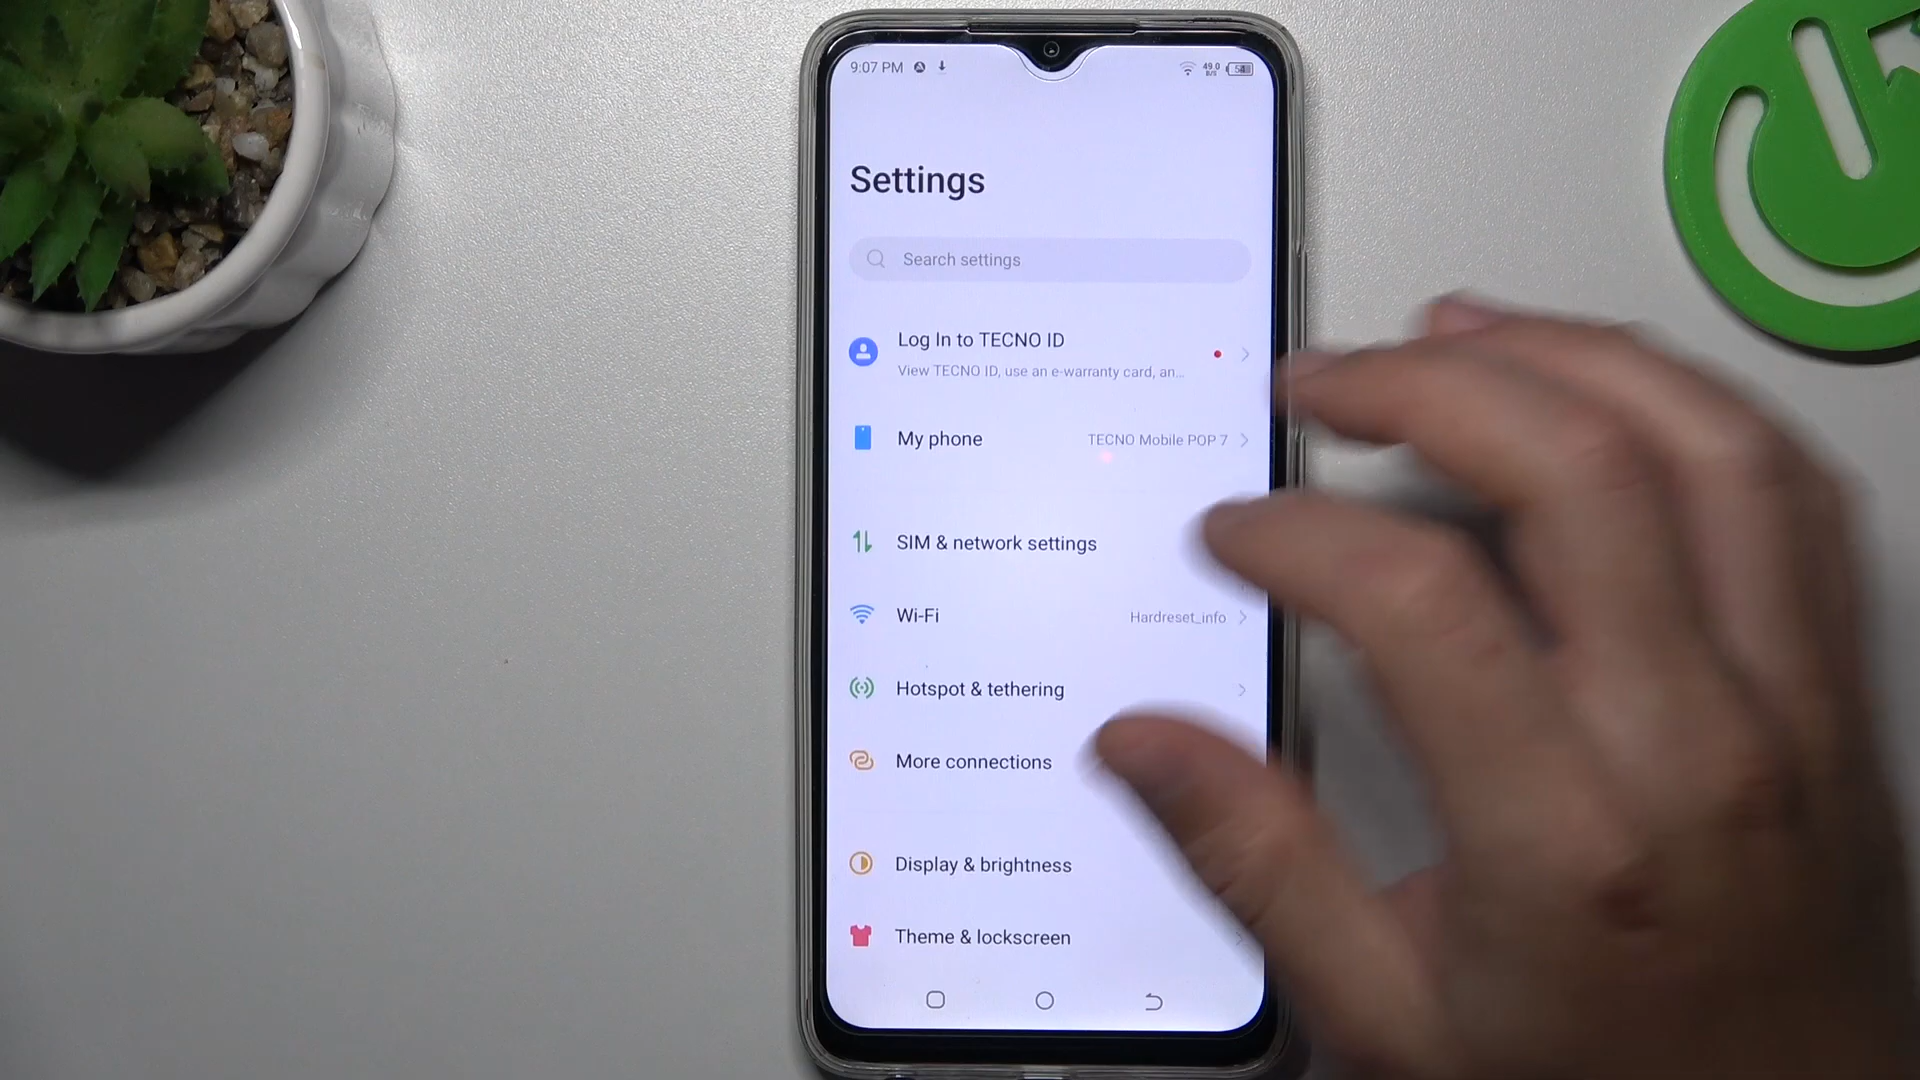 9:07 PM 49.0 B/S 54
Settings
Search settings
Log In to TECNO ID
View TECNO ID, use an e-warranty card, an...
My phone TECNO Mobile POP 7
SIM & network settings
Wi-Fi Hardreset_info
Hotspot & tethering
More connections
Display & brightness
Theme & lockscreen